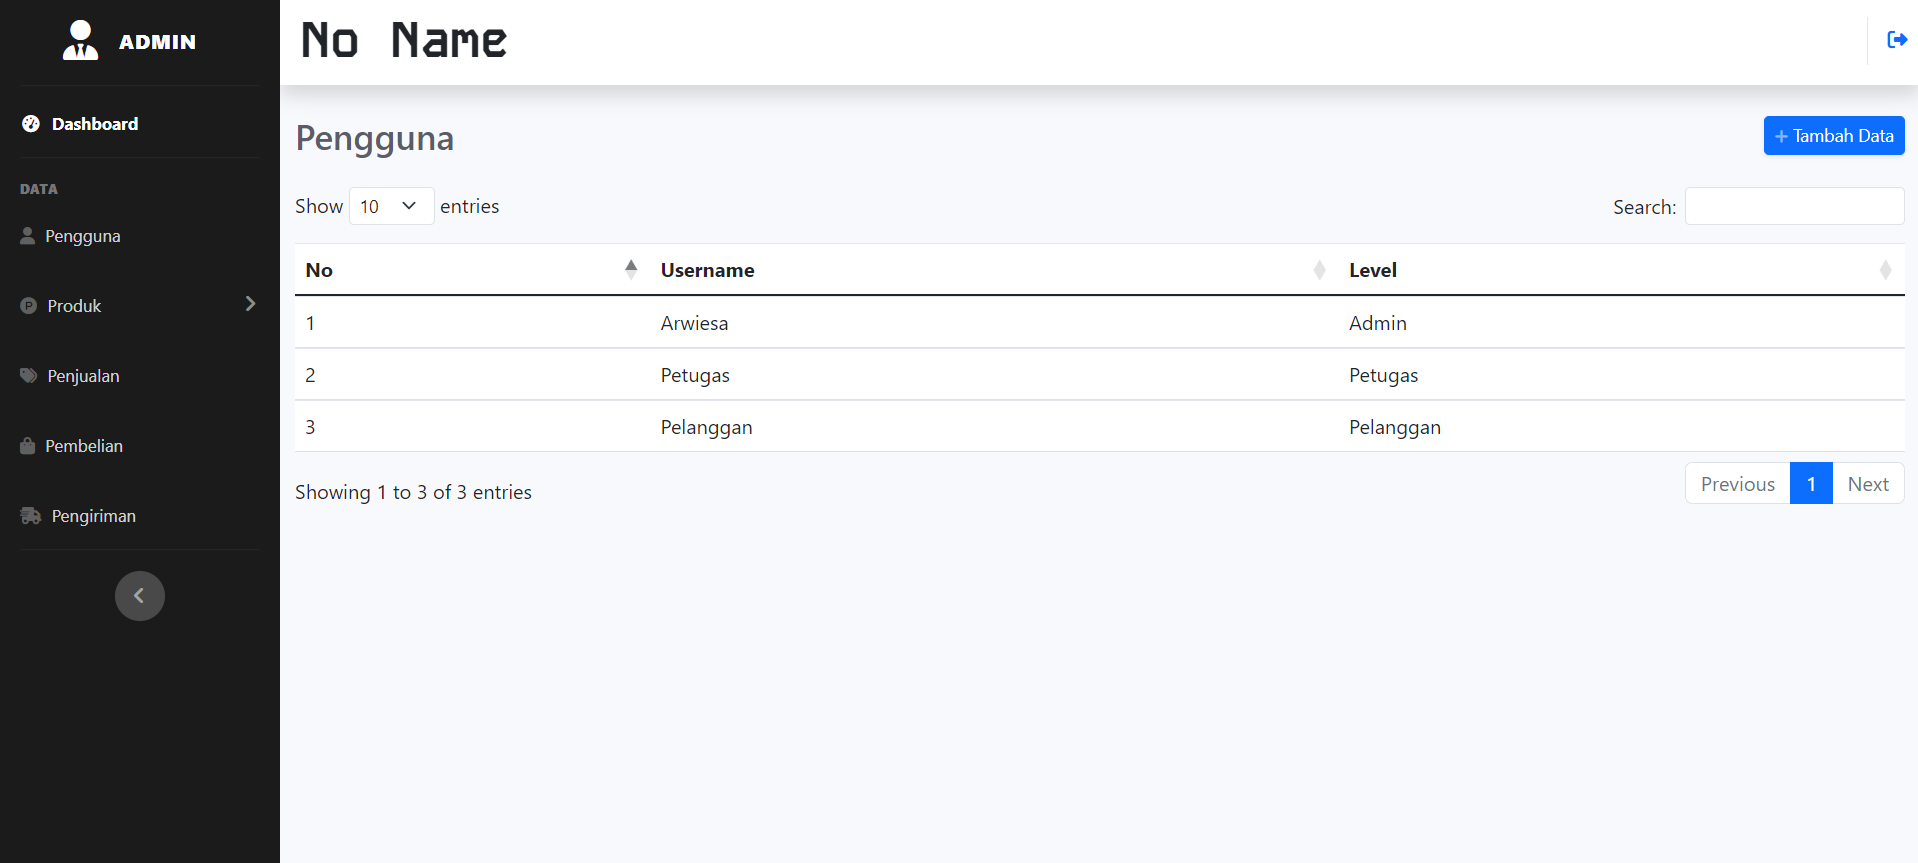 ADMIN
No Name
Dashboard
DATA
Pengguna
Produk
Penjualan
Pembelian
Pengiriman
Pengguna
+ Tambah Data
Show 10 entries
Search:
No Username Level
1 Arwiesa Admin
2 Petugas Petugas
3 Pelanggan Pelanggan
Showing 1 to 3 of 3 entries
Previous 1 Next